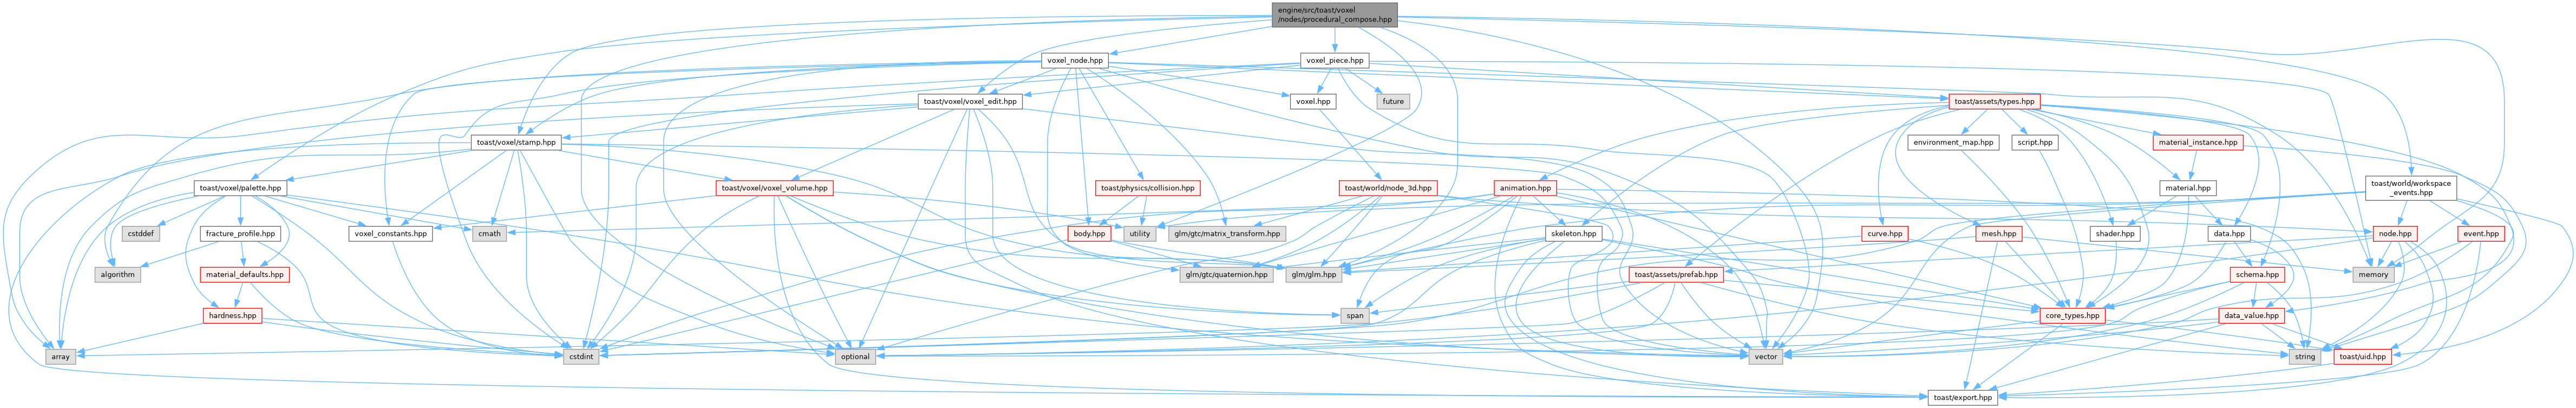 engine/src/toast/voxel
/nodes/procedural_compose.hpp
voxel_node.hpp
voxel_piece.hpp
toast/voxel/voxel_edit.hpp
voxel.hpp
future
toast/assets/types.hpp
toast/voxel/stamp.hpp
environment_map.hpp
script.hpp
material_instance.hpp
toast/voxel/palette.hpp
toast/voxel/voxel_volume.hpp
toast/physics/collision.hpp
toast/world/node_3d.hpp
animation.hpp
material.hpp
toast/world/workspace
_events.hpp
cstddef
fracture_profile.hpp
voxel_constants.hpp
cmath
body.hpp
utility
glm/gtc/matrix_transform.hpp
skeleton.hpp
curve.hpp
mesh.hpp
shader.hpp
data.hpp
node.hpp
event.hpp
algorithm
material_defaults.hpp
glm/gtc/quaternion.hpp
glm/glm.hpp
toast/assets/prefab.hpp
schema.hpp
memory
hardness.hpp
span
core_types.hpp
data_value.hpp
array
cstdint
optional
vector
string
toast/uid.hpp
toast/export.hpp